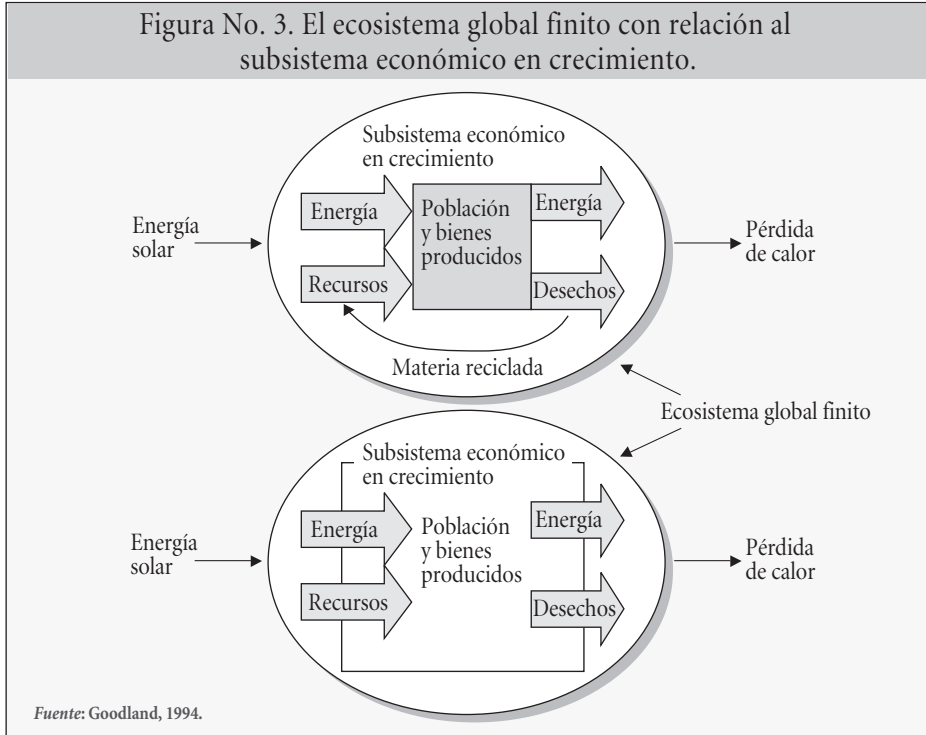 Figura No. 3. El ecosistema global finito con relación al
subsistema económico en crecimiento.
Subsistema económico
en crecimiento
Energía
solar
Energía
Recursos
Población
y bienes
producidos
Energía
Desechos
Pérdida
de calor
Materia reciclada
Ecosistema global finito
Subsistema económico
en crecimiento
Energía
solar
Energía
Recursos
Población
y bienes
producidos
Energía
Desechos
Pérdida
de calor
Fuente: Goodland, 1994.